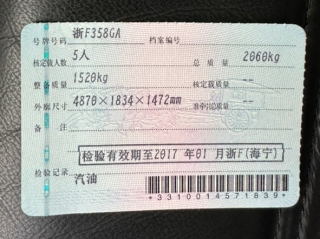 号牌号码 浙F358GA 档案编号
核定载人数 5人 总质量 2060kg
整备质量 1520kg 核定载质量 --
外廓尺寸 4870×1834×1472mm 准牵引总质量 --
备注
检验有效期至2017年01月浙F(海宁)
检验记录 汽油
*3310014571839*